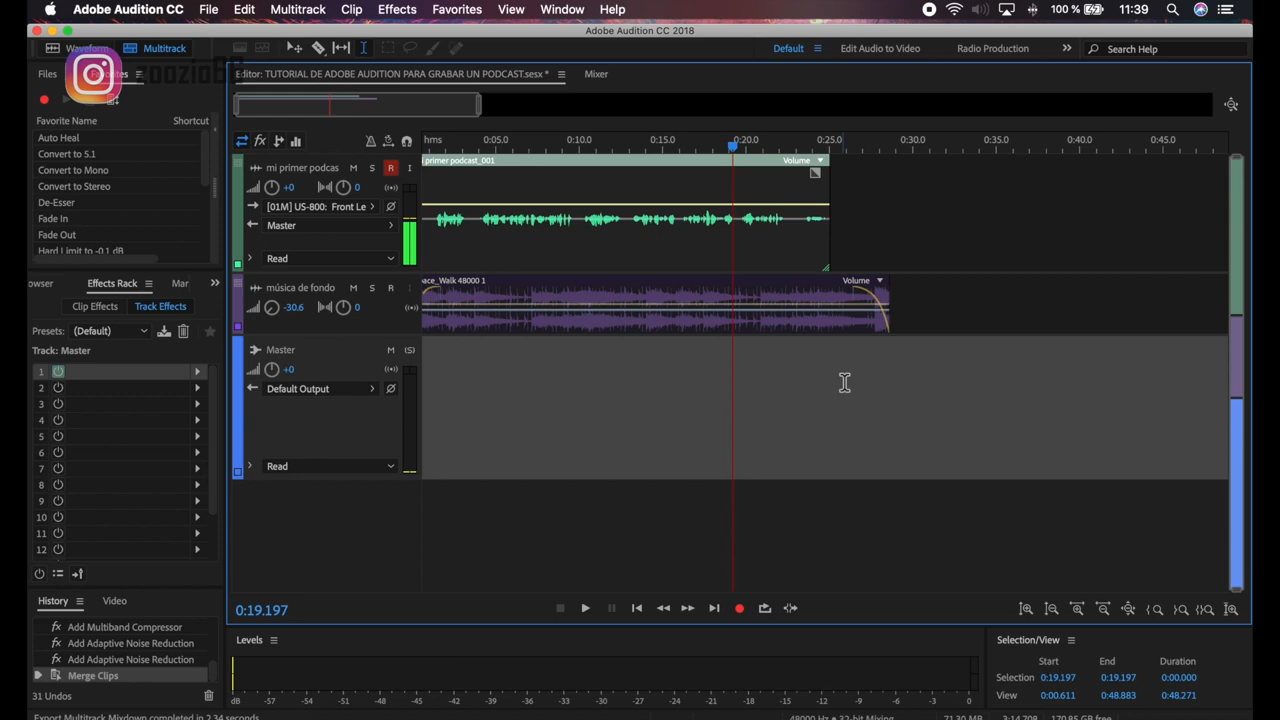 Adobe Audition CC File Edit Multitrack Clip Effects Favorites View Window Help 100 % 11:39
Adobe Audition CC 2018
Waveform Multitrack Default Edit Audio to Video Radio Production Search Help
Files Favorites Editor: TUTORIAL DE ADOBE AUDITION PARA GRABAR UN PODCAST.sesx * Mixer
Favorite Name Shortcut
Auto Heal
Convert to 5.1
Convert to Mono
Convert to Stereo
De-Esser
Fade In
Fade Out
Hard Limit to -0.1 dB
hms 0:05.0 0:10.0 0:15.0 0:20.0 0:25.0 0:30.0 0:35.0 0:40.0 0:45.0
mi primer podcas M S R I
primer podcast_001 Volume
+0 0
[01M] US-800: Front Le
Master
Read
música de fondo M S R I
ace_Walk 48000 1 Volume
-30.6 0
Master M (S)
+0
Default Output
Read
owser Effects Rack Mar
Clip Effects Track Effects
Presets: (Default)
Track: Master
1
2
3
4
5
6
7
8
9
10
11
12
0:19.197
History Video
fx Add Multiband Compressor
fx Add Adaptive Noise Reduction
fx Add Adaptive Noise Reduction
Merge Clips
31 Undos
Export Multitrack Mixdown completed in 2.34 seconds
Levels
dB -57 -54 -51 -48 -45 -42 -39 -36 -33 -30 -27 -24 -21 -18 -15 -12 -9 -6 -3 0
Selection/View
Start End Duration
Selection 0:19.197 0:19.197 0:00.000
View 0:00.611 0:48.883 0:48.271
48000 Hz • 32-bit Mixing 71.30 MB 3:14.708 170.85 GB free